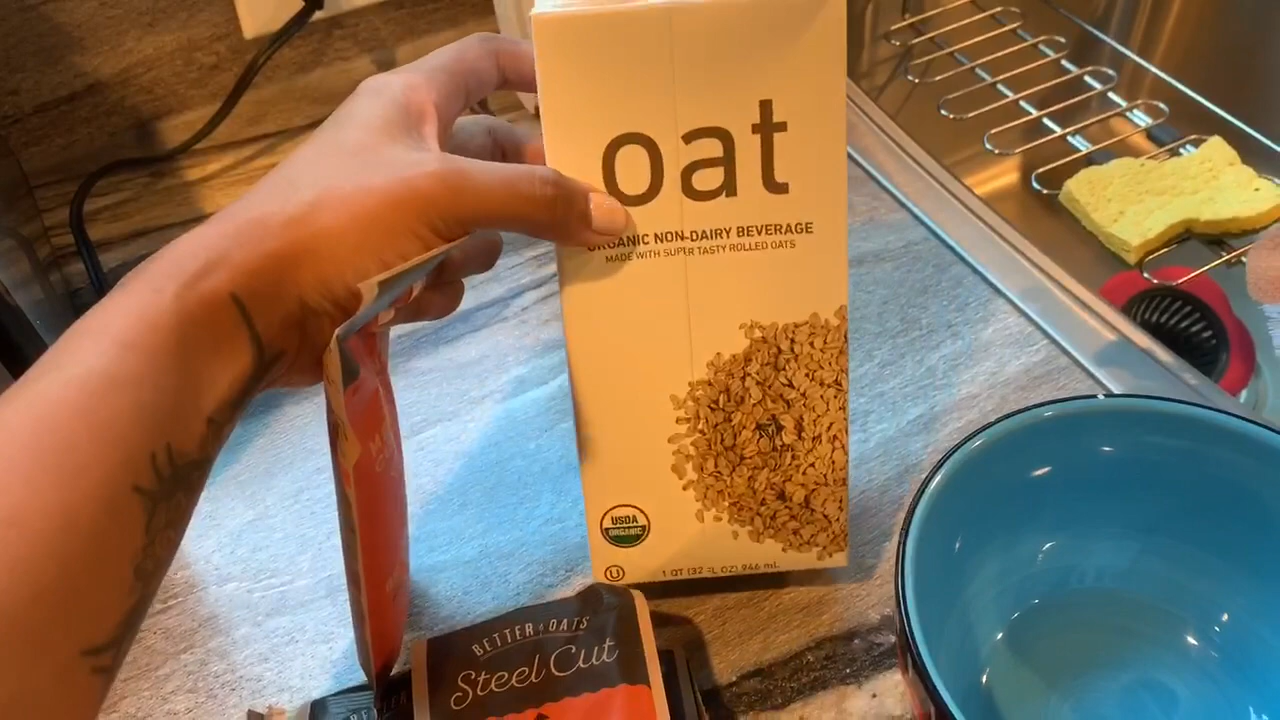 oat
ORGANIC NON-DAIRY BEVERAGE
MADE WITH SUPER TASTY ROLLED OATS
USDA
ORGANIC
U
1 QT (32 FL OZ) 946 mL
BETTER OATS
Steel Cut